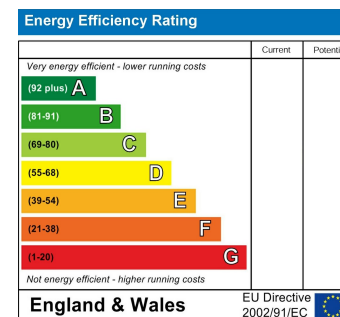 Energy Efficiency Rating
Current Potenti
Very energy efficient - lower running costs
(92 plus) A
(81-91) B
(69-80) C
(55-68) D
(39-54) E
(21-38) F
(1-20) G
Not energy efficient - higher running costs
England & Wales
EU Directive
2002/91/EC